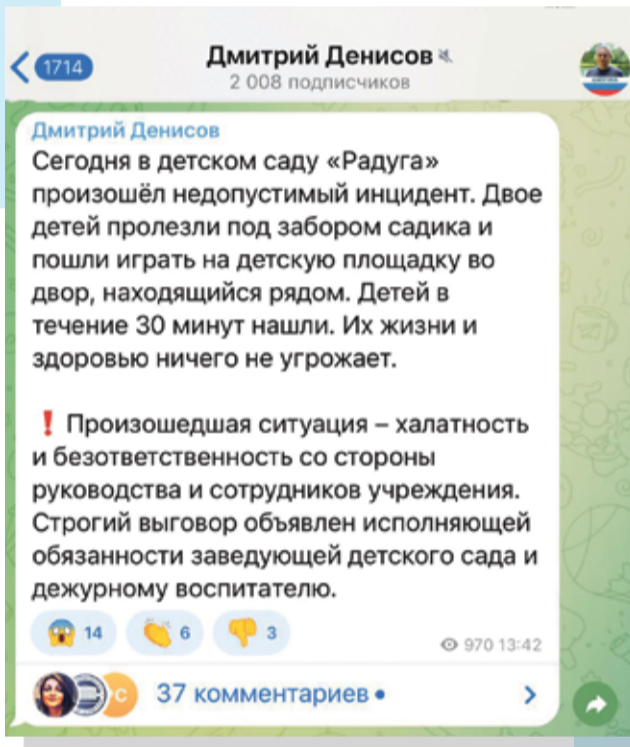 1714
Дмитрий Денисов
2 008 подписчиков
Дмитрий Денисов
Сегодня в детском саду «Радуга»
произошёл недопустимый инцидент. Двое
детей пролезли под забором садика и
пошли играть на детскую площадку во
двор, находящийся рядом. Детей в
течение 30 минут нашли. Их жизни и
здоровью ничего не угрожает.
❗ Произошедшая ситуация – халатность
и безответственность со стороны
руководства и сотрудников учреждения.
Строгий выговор объявлен исполняющей
обязанности заведующей детского сада и
дежурному воспитателю.
14 6 3
970 13:42
С
37 комментариев